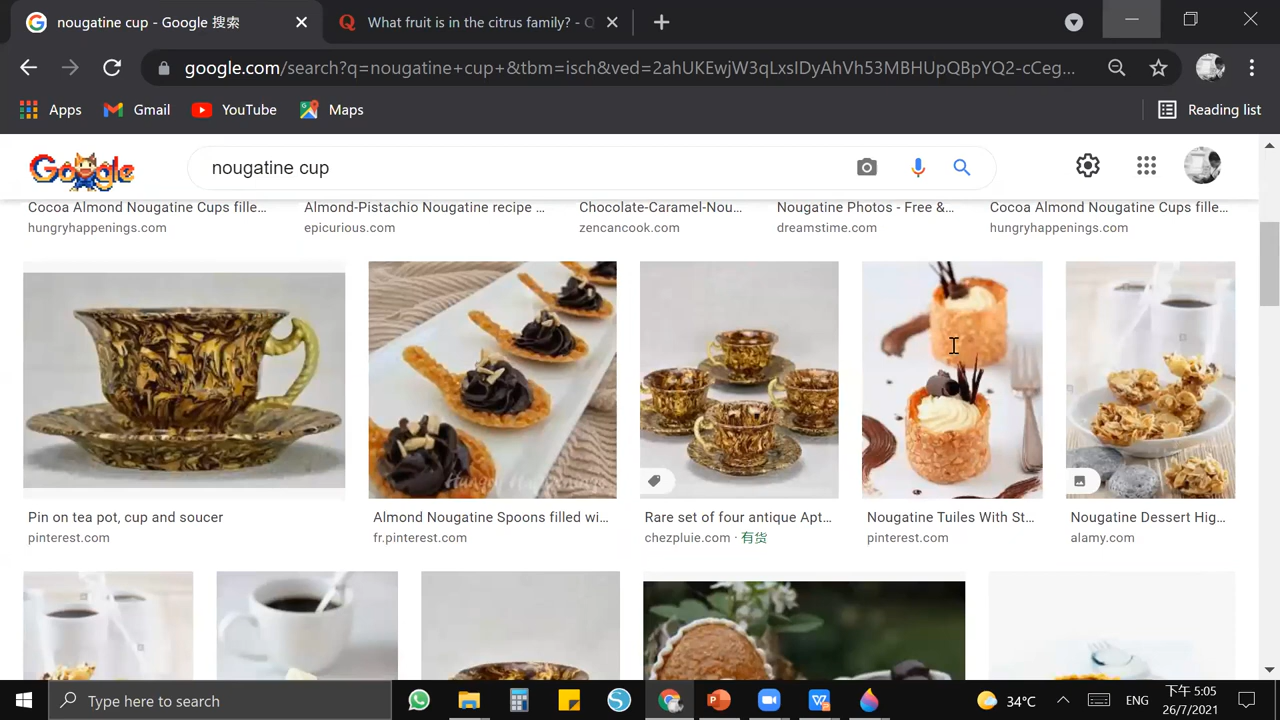 nougatine cup - Google 搜索
What fruit is in the citrus family? - Q
google.com/search?q=nougatine+cup+&tbm=isch&ved=2ahUKEwjW3qLxsIDyAhVh53MBHUpQBpYQ2-cCeg...
Apps Gmail YouTube Maps Reading list
Google nougatine cup
Cocoa Almond Nougatine Cups fille... Almond-Pistachio Nougatine recipe ... Chocolate-Caramel-Nou... Nougatine Photos - Free &... Cocoa Almond Nougatine Cups fille...
hungryhappenings.com epicurious.com zencancook.com dreamstime.com hungryhappenings.com
Pin on tea pot, cup and soucer Almond Nougatine Spoons filled wi... Rare set of four antique Apt... Nougatine Tuiles With St... Nougatine Dessert Hig...
pinterest.com fr.pinterest.com chezpluie.com · 有货 pinterest.com alamy.com
Type here to search 34°C ENG 下午 5:05
26/7/2021